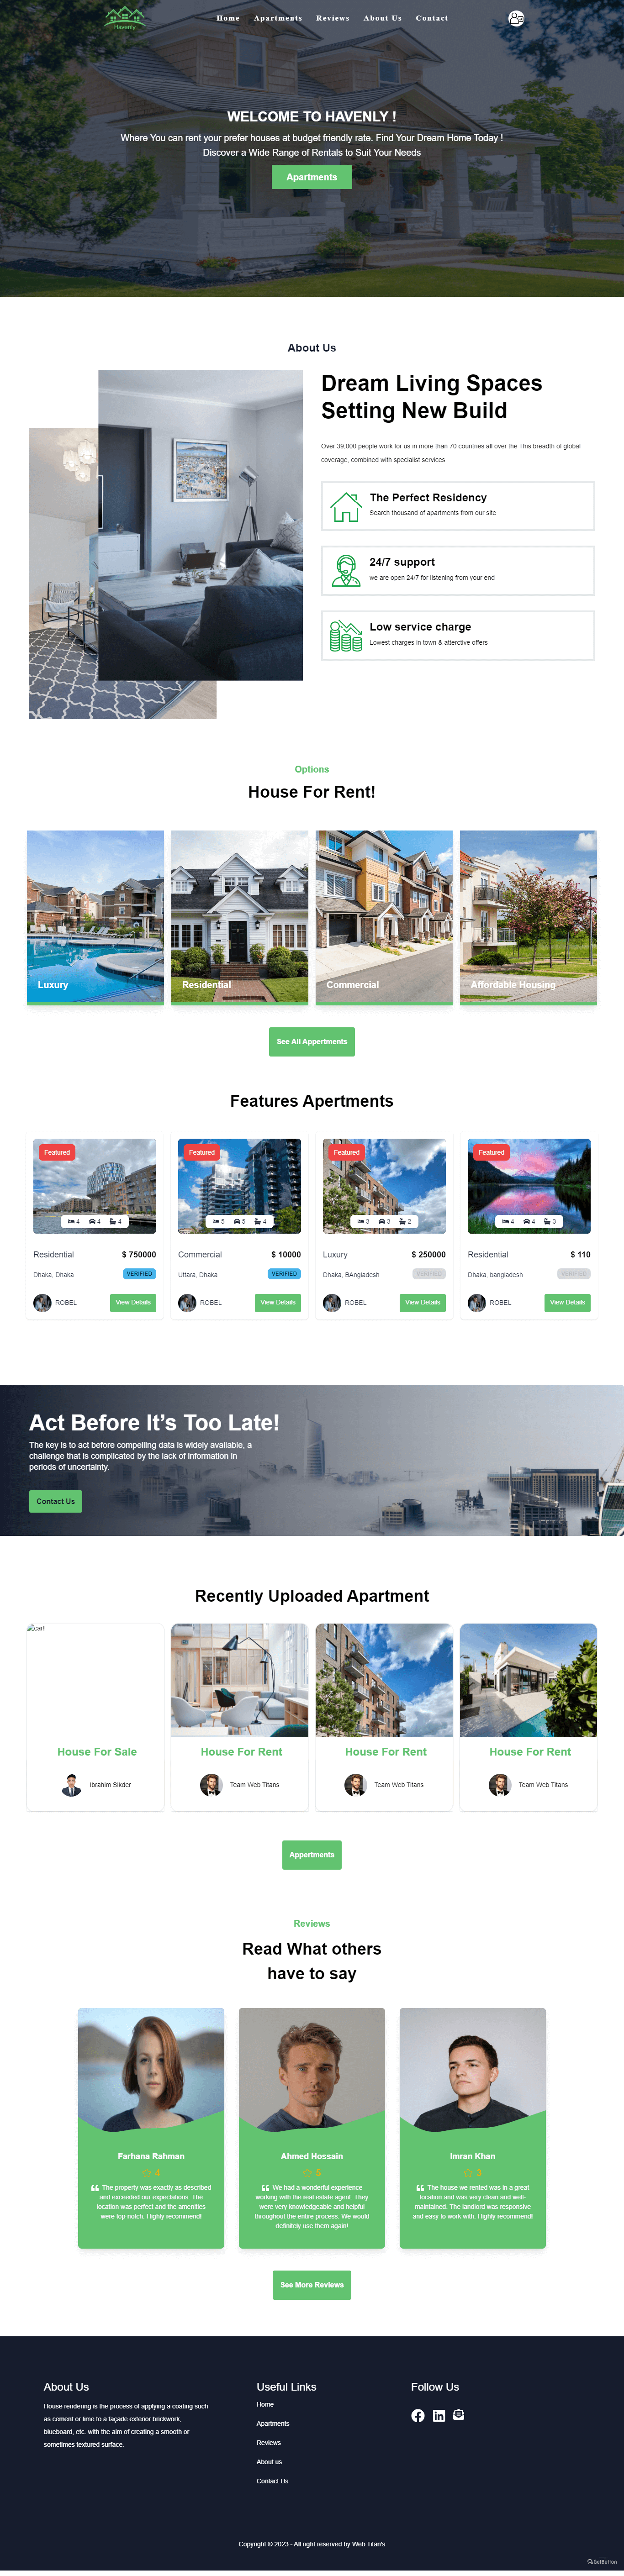 Havenly
Home Apartments Reviews About Us Contact
WELCOME TO HAVENLY !
Where You can rent your prefer houses at budget friendly rate. Find Your Dream Home Today !
Discover a Wide Range of Rentals to Suit Your Needs
Apartments
About Us
Dream Living Spaces
Setting New Build
Over 39,000 people work for us in more than 70 countries all over the This breadth of global
coverage, combined with specialist services
The Perfect Residency
Search thousand of apartments from our site
24/7 support
we are open 24/7 for listening from your end
Low service charge
Lowest charges in town & atterctive offers
Options
House For Rent!
Luxury
Residential
Commercial
Affordable Housing
See All Appertments
Features Apertments
Featured
4 4 4
Residential $ 750000
Dhaka, Dhaka VERIFIED
ROBEL View Details
Featured
5 5 4
Commercial $ 10000
Uttara, Dhaka VERIFIED
ROBEL View Details
Featured
3 3 2
Luxury $ 250000
Dhaka, BAngladesh VERIFIED
ROBEL View Details
Featured
4 4 3
Residential $ 110
Dhaka, bangladesh VERIFIED
ROBEL View Details
Act Before It’s Too Late!
The key is to act before compelling data is widely available, a
challenge that is complicated by the lack of information in
periods of uncertainty.
Contact Us
Recently Uploaded Apartment
car!
House For Sale
Ibrahim Sikder
House For Rent
Team Web Titans
House For Rent
Team Web Titans
House For Rent
Team Web Titans
Appertments
Reviews
Read What others
have to say
Farhana Rahman
4
The property was exactly as described
and exceeded our expectations. The
location was perfect and the amenities
were top-notch. Highly recommend!
Ahmed Hossain
5
We had a wonderful experience
working with the real estate agent. They
were very knowledgeable and helpful
throughout the entire process. We would
definitely use them again!
Imran Khan
3
The house we rented was in a great
location and was very clean and well-
maintained. The landlord was responsive
and easy to work with. Highly recommend!
See More Reviews
About Us
House rendering is the process of applying a coating such
as cement or lime to a façade exterior brickwork,
blueboard, etc. with the aim of creating a smooth or
sometimes textured surface.
Useful Links
Home
Apartments
Reviews
About us
Contact Us
Follow Us
Copyright © 2023 - All right reserved by Web Titan's
GetButton